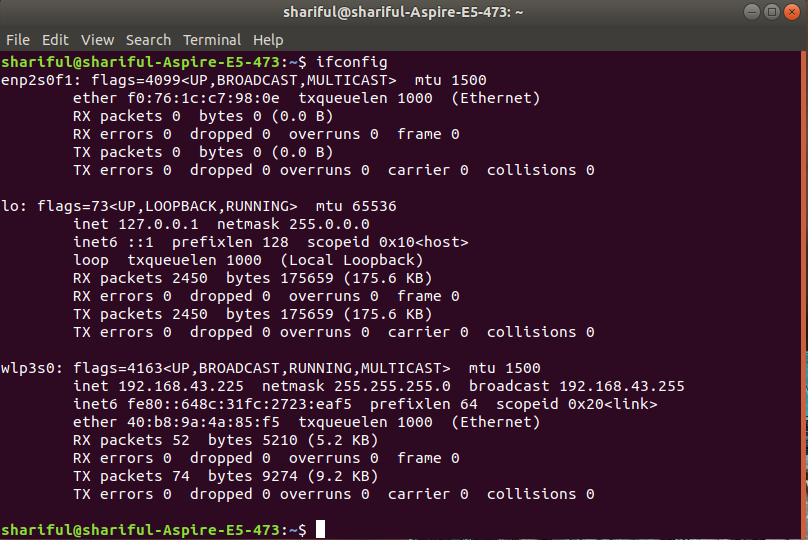 shariful@shariful-Aspire-E5-473: ~
File Edit View Search Terminal Help
shariful@shariful-Aspire-E5-473:~$ ifconfig
enp2s0f1: flags=4099<UP,BROADCAST,MULTICAST>  mtu 1500
        ether f0:76:1c:c7:98:0e  txqueuelen 1000  (Ethernet)
        RX packets 0  bytes 0 (0.0 B)
        RX errors 0  dropped 0  overruns 0  frame 0
        TX packets 0  bytes 0 (0.0 B)
        TX errors 0  dropped 0 overruns 0  carrier 0  collisions 0

lo: flags=73<UP,LOOPBACK,RUNNING>  mtu 65536
        inet 127.0.0.1  netmask 255.0.0.0
        inet6 ::1  prefixlen 128  scopeid 0x10<host>
        loop  txqueuelen 1000  (Local Loopback)
        RX packets 2450  bytes 175659 (175.6 KB)
        RX errors 0  dropped 0  overruns 0  frame 0
        TX packets 2450  bytes 175659 (175.6 KB)
        TX errors 0  dropped 0 overruns 0  carrier 0  collisions 0

wlp3s0: flags=4163<UP,BROADCAST,RUNNING,MULTICAST>  mtu 1500
        inet 192.168.43.225  netmask 255.255.255.0  broadcast 192.168.43.255
        inet6 fe80::648c:31fc:2723:eaf5  prefixlen 64  scopeid 0x20<link>
        ether 40:b8:9a:4a:85:f5  txqueuelen 1000  (Ethernet)
        RX packets 52  bytes 5210 (5.2 KB)
        RX errors 0  dropped 0  overruns 0  frame 0
        TX packets 74  bytes 9274 (9.2 KB)
        TX errors 0  dropped 0 overruns 0  carrier 0  collisions 0

shariful@shariful-Aspire-E5-473:~$